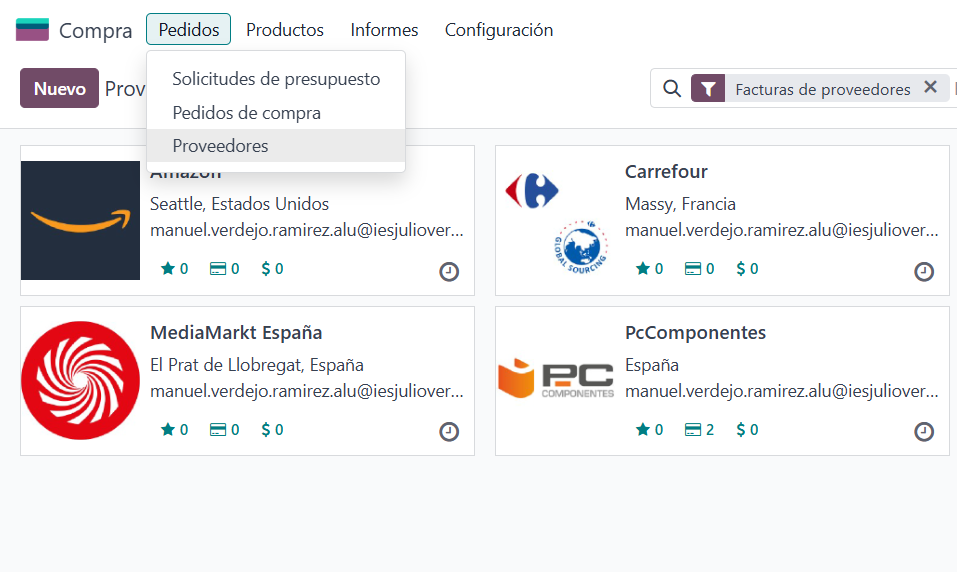 Compra Pedidos Productos Informes Configuración
Solicitudes de presupuesto
Nuevo Prov
Facturas de proveedores
Pedidos de compra
Proveedores
Amazon
Seattle, Estados Unidos
manuel.verdejo.ramirez.alu@iesjuliover...
0 0 $ 0
Carrefour
Massy, Francia
manuel.verdejo.ramirez.alu@iesjuliover...
GLOBAL SOURCING
0 0 $ 0
MediaMarkt España
El Prat de Llobregat, España
manuel.verdejo.ramirez.alu@iesjuliover...
0 0 $ 0
PcComponentes
España
manuel.verdejo.ramirez.alu@iesjuliover...
PC
COMPONENTES
0 2 $ 0